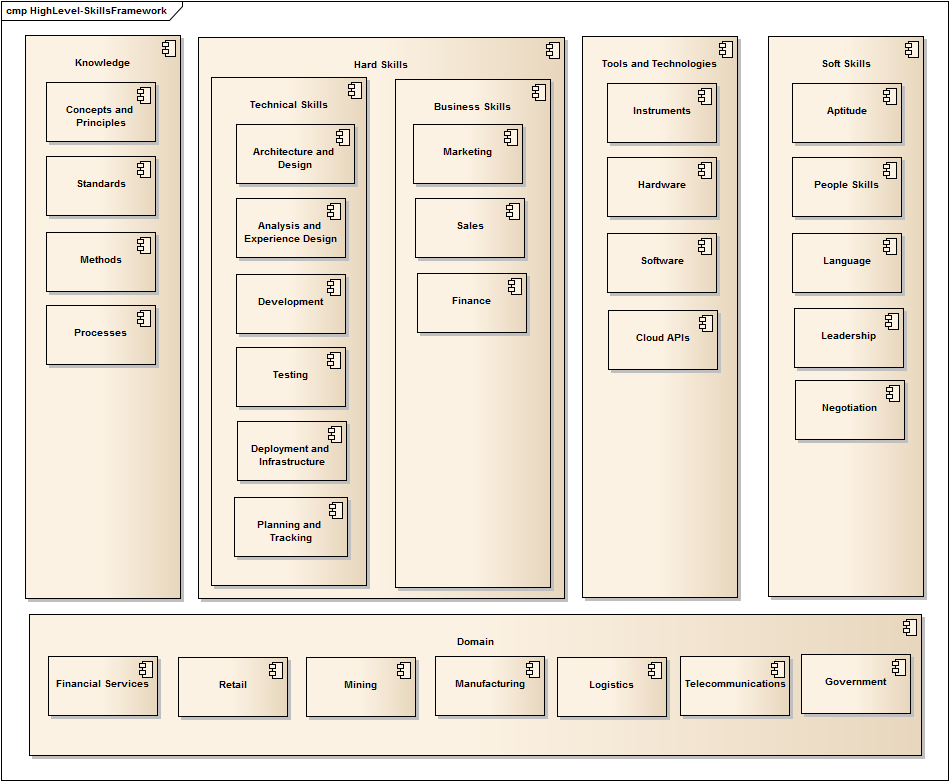 cmp HighLevel-SkillsFramework
Knowledge
Concepts and
Principles
Standards
Methods
Processes
Hard Skills
Technical Skills
Architecture and
Design
Analysis and
Experience Design
Development
Testing
Deployment and
Infrastructure
Planning and
Tracking
Business Skills
Marketing
Sales
Finance
Tools and Technologies
Instruments
Hardware
Software
Cloud APIs
Soft Skills
Aptitude
People Skills
Language
Leadership
Negotiation
Domain
Financial Services
Retail
Mining
Manufacturing
Logistics
Telecommunications
Government